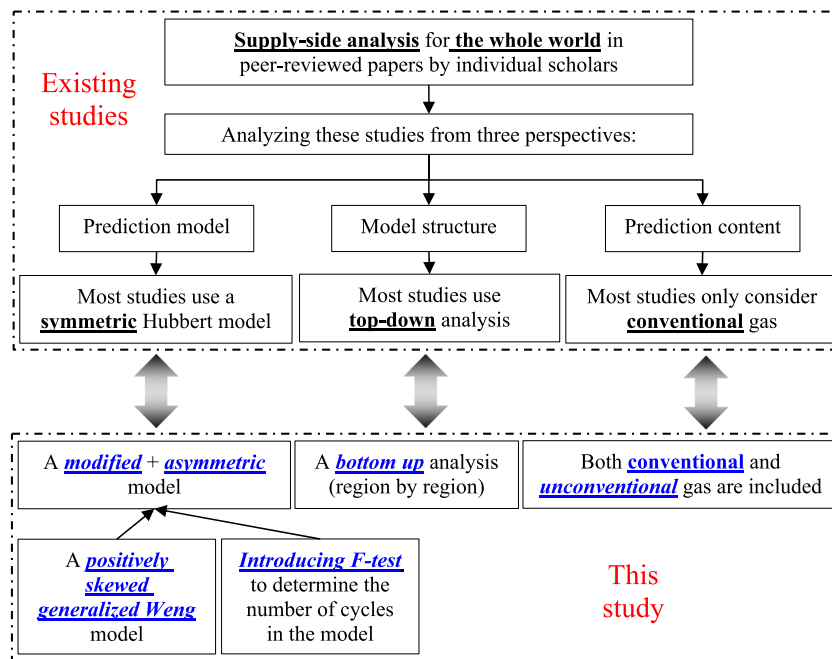 Supply-side analysis for the whole world in
peer-reviewed papers by individual scholars
Existing
studies
Analyzing these studies from three perspectives:
Prediction model
Model structure
Prediction content
Most studies use a
symmetric Hubbert model
Most studies use
top-down analysis
Most studies only consider
conventional gas
A modified + asymmetric
model
A bottom up analysis
(region by region)
Both conventional and
unconventional gas are included
A positively
skewed
generalized Weng
model
Introducing F-test
to determine the
number of cycles
in the model
This
study